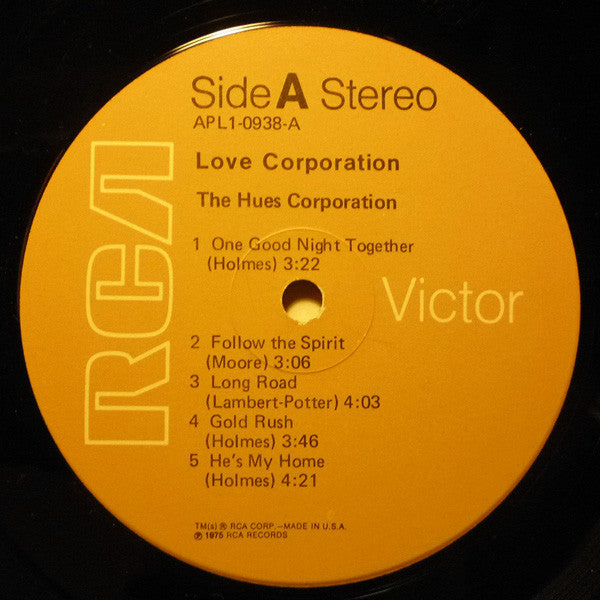 Side A Stereo
APL1-0938-A
Love Corporation
The Hues Corporation
1 One Good Night Together
(Holmes) 3:22
RCA
Victor
2 Follow the Spirit
(Moore) 3:06
3 Long Road
(Lambert-Potter) 4:03
4 Gold Rush
(Holmes) 3:46
5 He's My Home
(Holmes) 4:21
TM(s) ® RCA CORP.—MADE IN U.S.A.
℗ 1975 RCA RECORDS